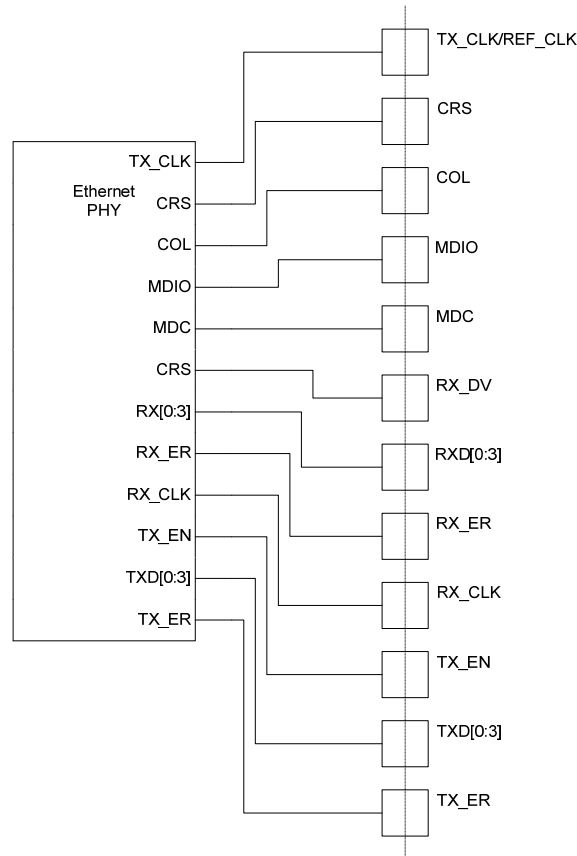 TX_CLK/REF_CLK
CRS
TX_CLK
Ethernet
PHY
COL
CRS
COL
MDIO
MDIO
MDC
MDC
CRS
RX_DV
RX[0:3]
RXD[0:3]
RX_ER
RX_CLK
RX_ER
TX_EN
TXD[0:3]
RX_CLK
TX_ER
TX_EN
TXD[0:3]
TX_ER